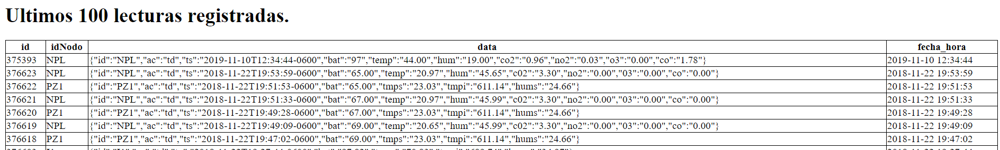 Ultimos 100 lecturas registradas.
id idNodo data fecha_hora
375393 NPL {"id":"NPL","ac":"td","ts":"2019-11-10T12:34:44-0600","bat":"97","temp":"44.00","hum":"19.00","co2":"0.96","no2":"0.03","o3":"0.00","co":"1.78"} 2019-11-10 12:34:44
376623 NPL {"id":"NPL","ac":"td","ts":"2018-11-22T19:53:59-0600","bat":"65.00","temp":"20.97","hum":"45.65","c02":"3.30","no2":"0.00","03":"0.00","co":"0.00"} 2018-11-22 19:53:59
376622 PZ1 {"id":"PZ1","ac":"td","ts":"2018-11-22T19:51:53-0600","bat":"65.00","tmps":"23.03","tmpi":"611.14","hums":"24.66"} 2018-11-22 19:51:53
376621 NPL {"id":"NPL","ac":"td","ts":"2018-11-22T19:51:33-0600","bat":"67.00","temp":"20.97","hum":"45.99","c02":"3.30","no2":"0.00","03":"0.00","co":"0.00"} 2018-11-22 19:51:33
376620 PZ1 {"id":"PZ1","ac":"td","ts":"2018-11-22T19:49:28-0600","bat":"67.00","tmps":"23.03","tmpi":"611.14","hums":"24.66"} 2018-11-22 19:49:28
376619 NPL {"id":"NPL","ac":"td","ts":"2018-11-22T19:49:09-0600","bat":"69.00","temp":"20.65","hum":"45.99","c02":"3.30","no2":"0.00","03":"0.00","co":"0.00"} 2018-11-22 19:49:09
376618 PZ1 {"id":"PZ1","ac":"td","ts":"2018-11-22T19:47:02-0600","bat":"69.00","tmps":"23.03","tmpi":"611.14","hums":"24.66"} 2018-11-22 19:47:02